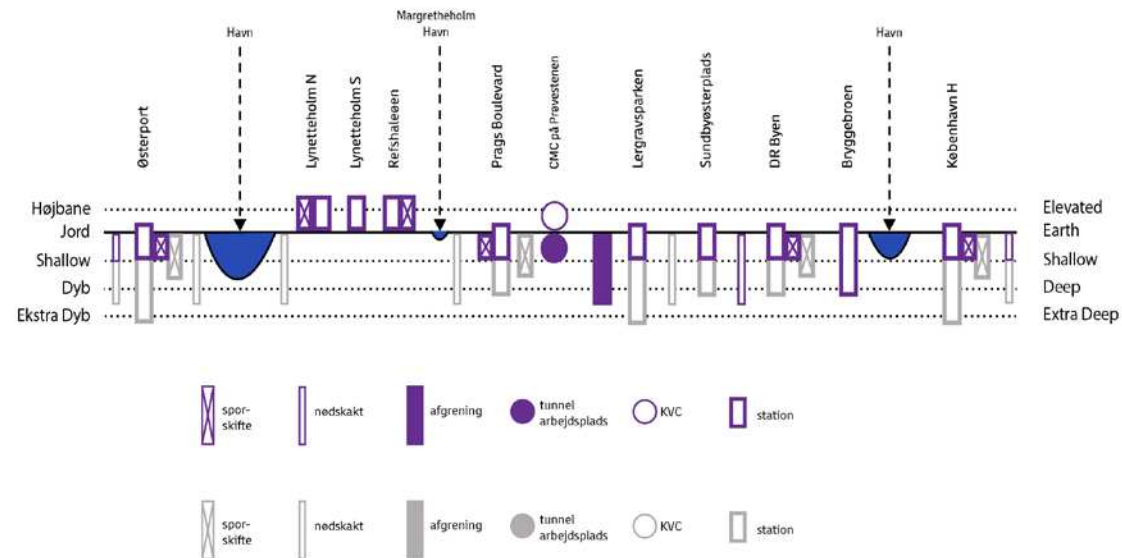 Havn
Margretheholm
Havn
Havn
Østerport
Lynetteholm N
Lynetteholm S
Refshaleøen
Prags Boulevard
CMC på Prøvestenen
Lergravsparken
Sundbyøsterplads
DR Byen
Bryggebroen
København H
Højbane
Elevated
Jord
Earth
Shallow
Shallow
Dyb
Deep
Ekstra Dyb
Extra Deep
spor-
skifte
nødskakt
afgrening
tunnel
arbejdsplads
KVC
station
spor-
skifte
nødskakt
afgrening
tunnel
arbejdsplads
KVC
station